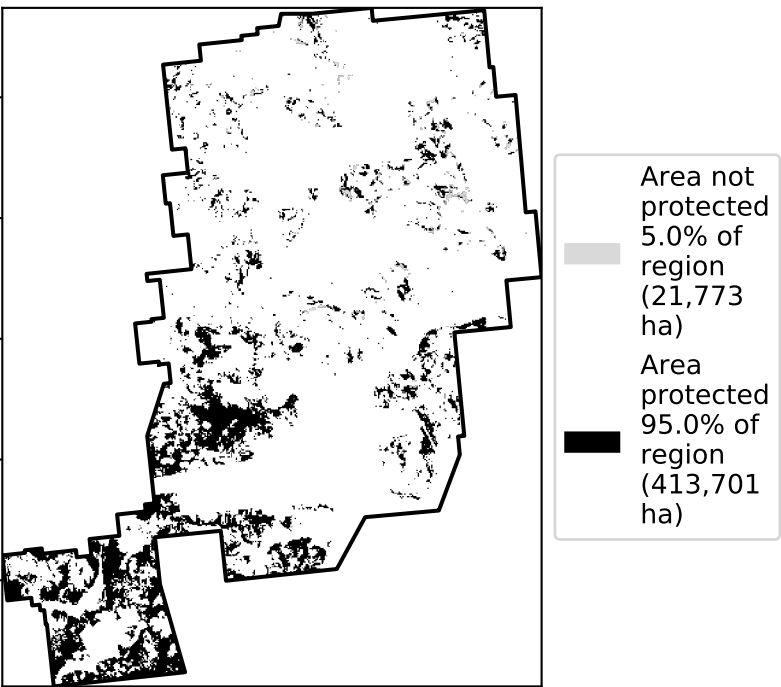 Area not
protected
5.0% of
region
(21,773
ha)
Area
protected
95.0% of
region
(413,701
ha)